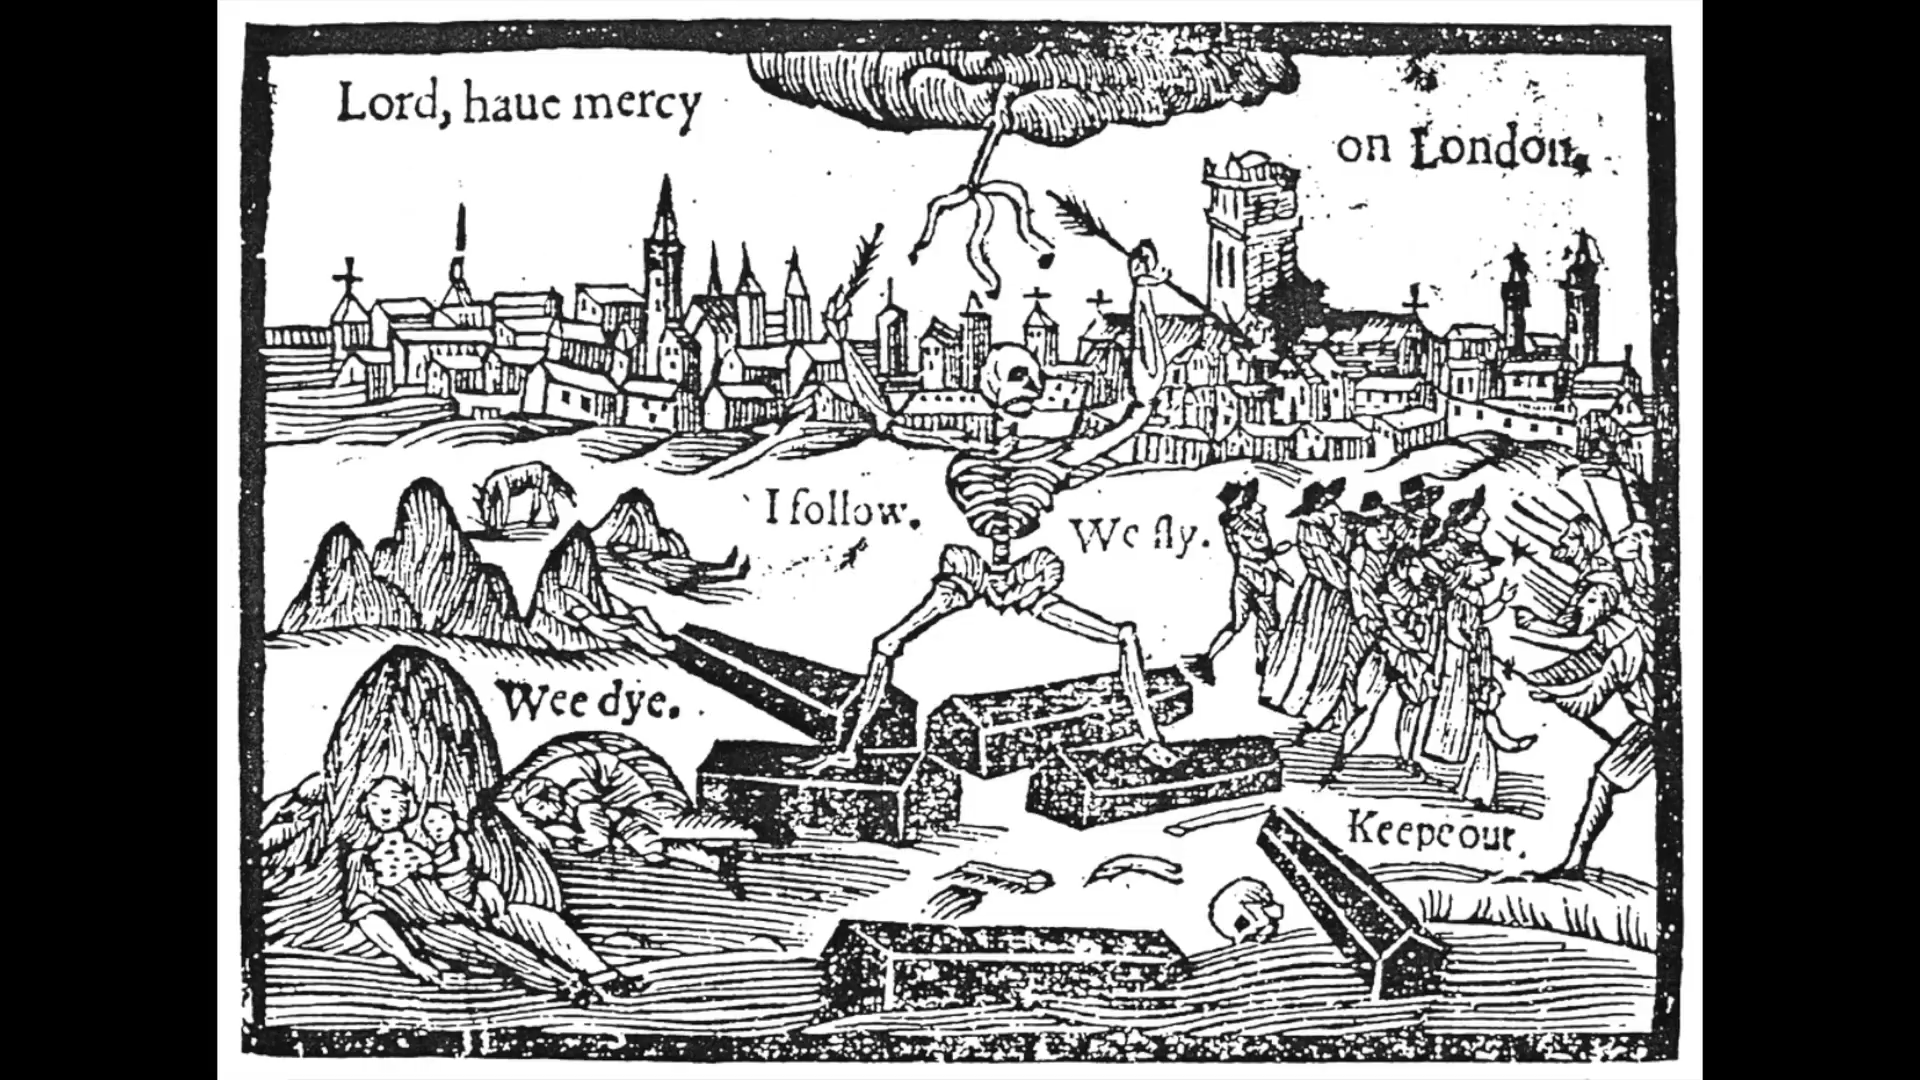 Lord, haue mercy
on London.
I follow.
We fly.
Wee dye.
Keepe out.